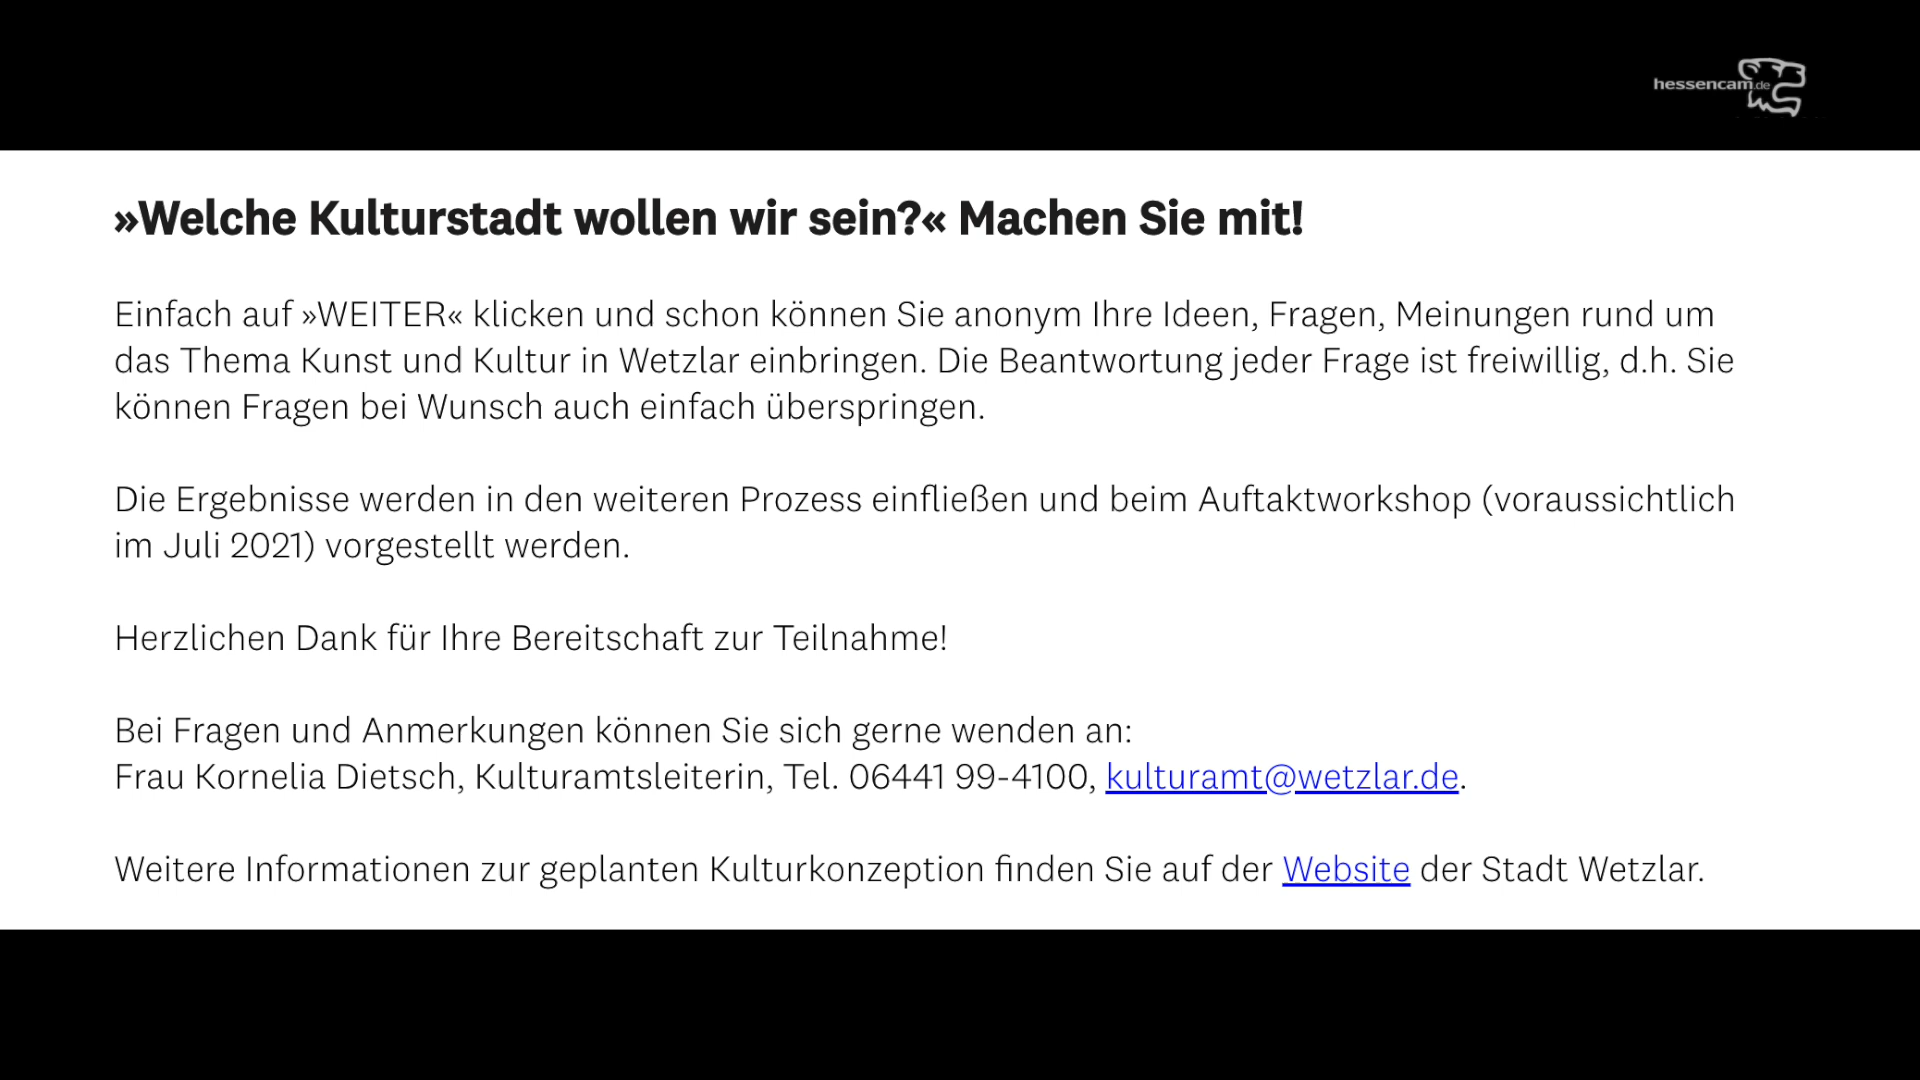 hessencam.de
»Welche Kulturstadt wollen wir sein?« Machen Sie mit!
Einfach auf »WEITER« klicken und schon können Sie anonym Ihre Ideen, Fragen, Meinungen rund um
das Thema Kunst und Kultur in Wetzlar einbringen. Die Beantwortung jeder Frage ist freiwillig, d.h. Sie
können Fragen bei Wunsch auch einfach überspringen.
Die Ergebnisse werden in den weiteren Prozess einfließen und beim Auftaktworkshop (voraussichtlich
im Juli 2021) vorgestellt werden.
Herzlichen Dank für Ihre Bereitschaft zur Teilnahme!
Bei Fragen und Anmerkungen können Sie sich gerne wenden an:
Frau Kornelia Dietsch, Kulturamtsleiterin, Tel. 06441 99-4100, kulturamt@wetzlar.de.
Weitere Informationen zur geplanten Kulturkonzeption finden Sie auf der Website der Stadt Wetzlar.